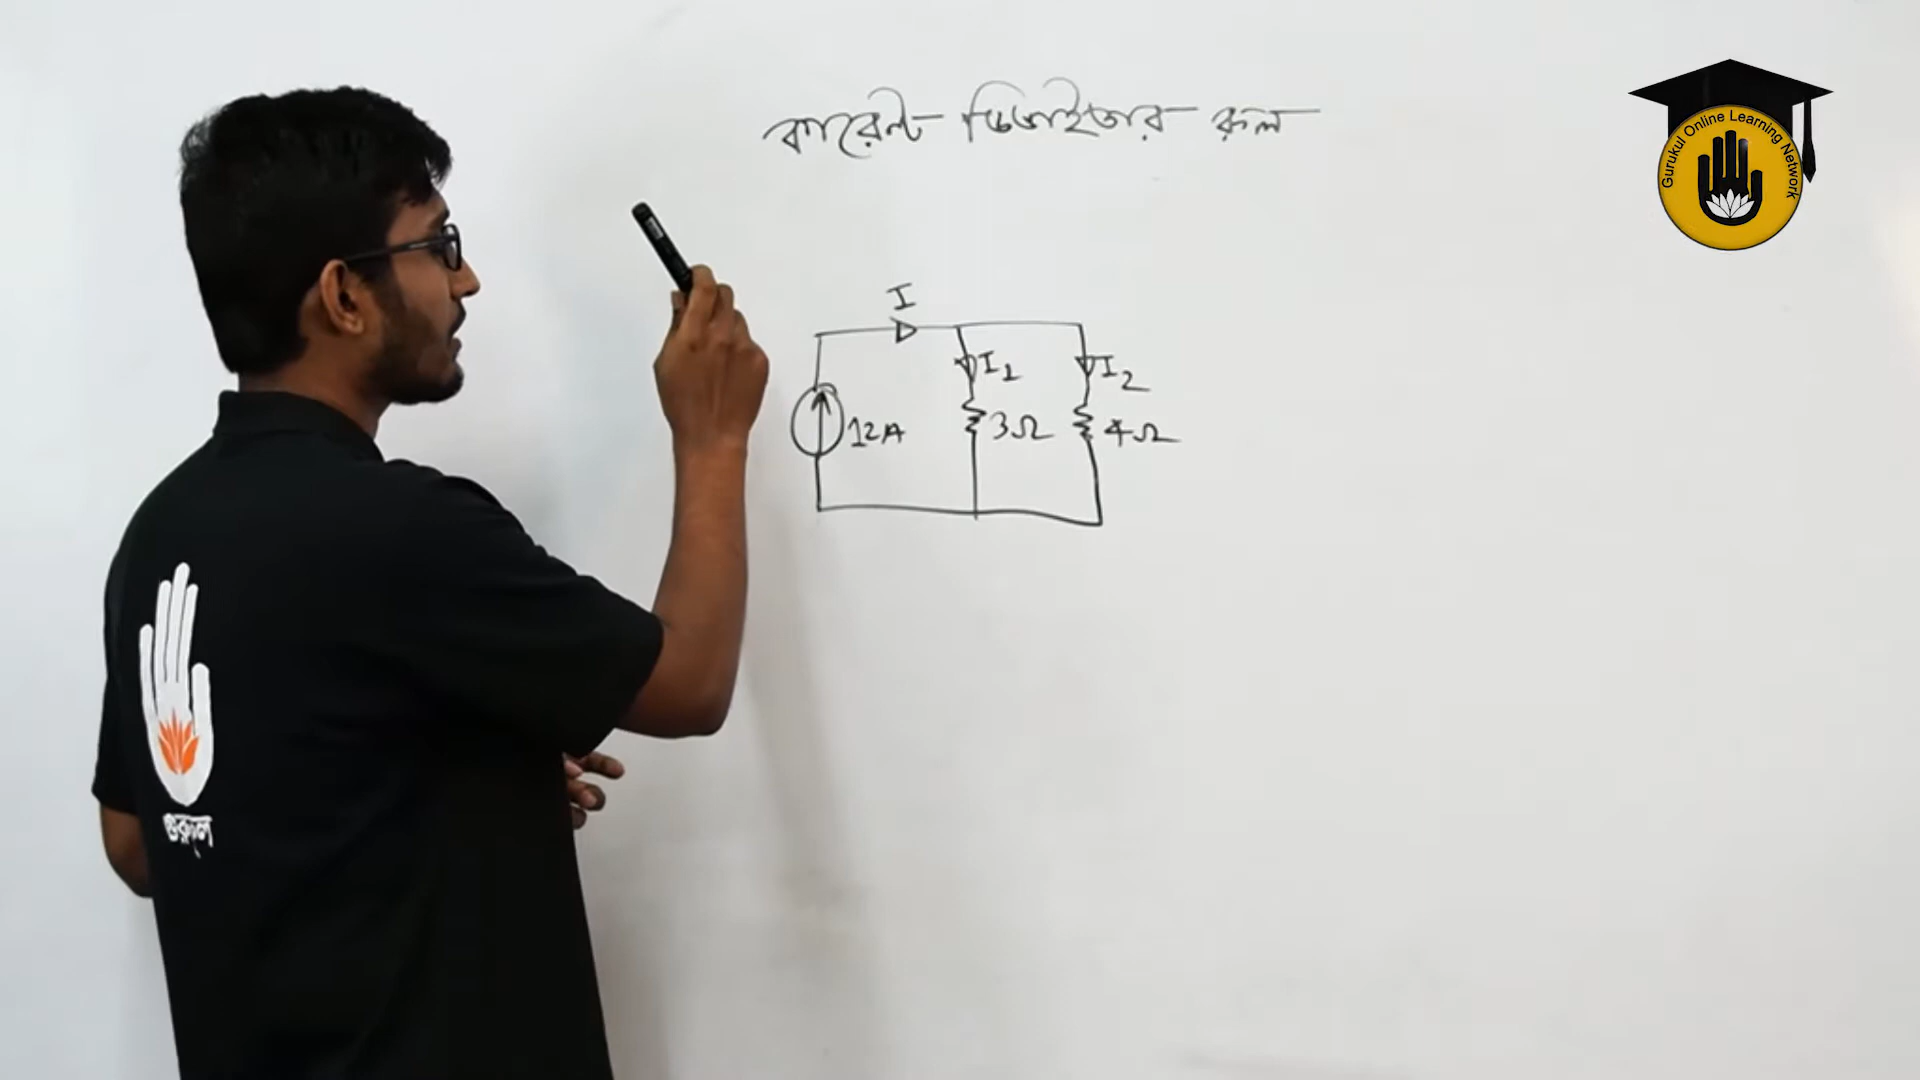 কারেন্ট ডিভাইডার রুল
Gurukul Online Learning Network
I
I1
I2
12A
3Ω
4Ω
গুরুকুল